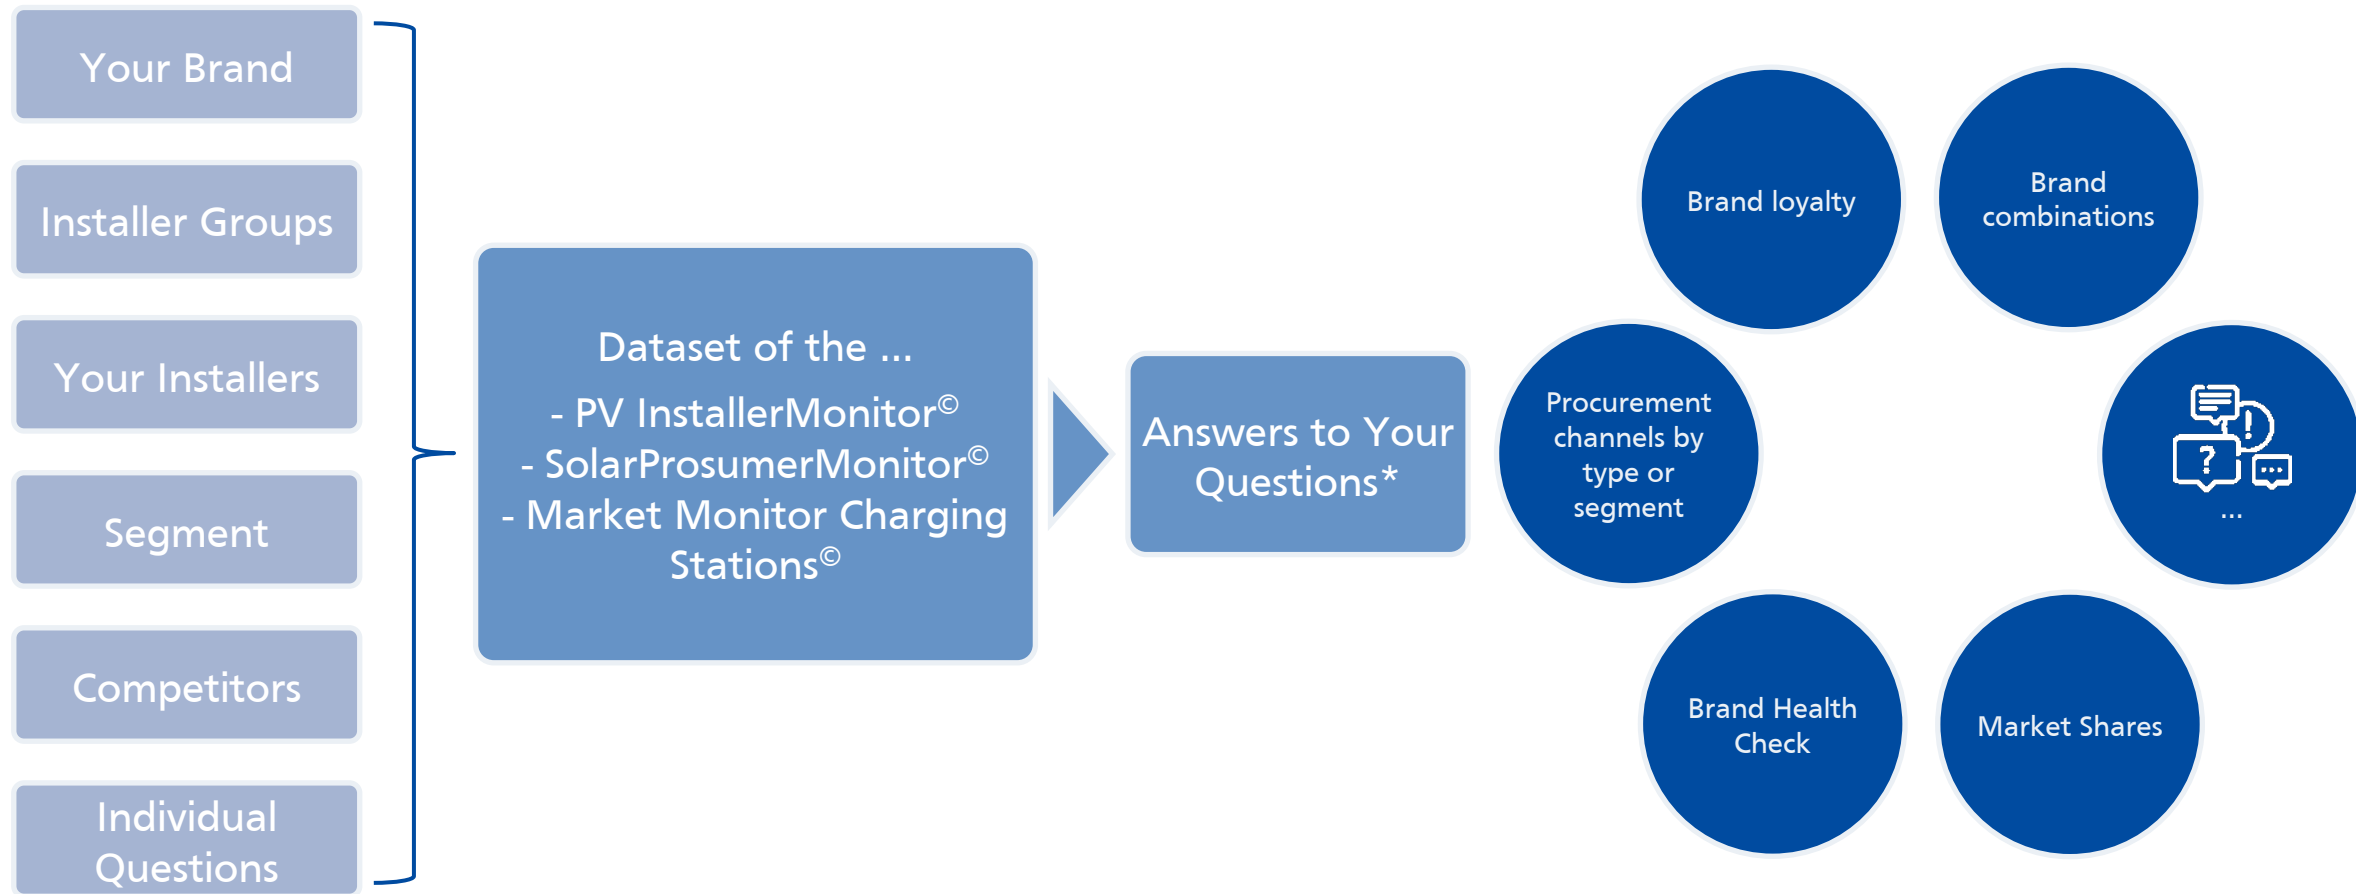 Your Brand
Installer Groups
Your Installers
Segment
Competitors
Individual
Questions
Dataset of the ...
- PV InstallerMonitor©
- SolarProsumerMonitor©
- Market Monitor Charging
Stations©
Answers to Your
Questions*
Brand loyalty
Brand
combinations
Procurement
channels by
type or
segment
! 
?
...
...
Brand Health
Check
Market Shares